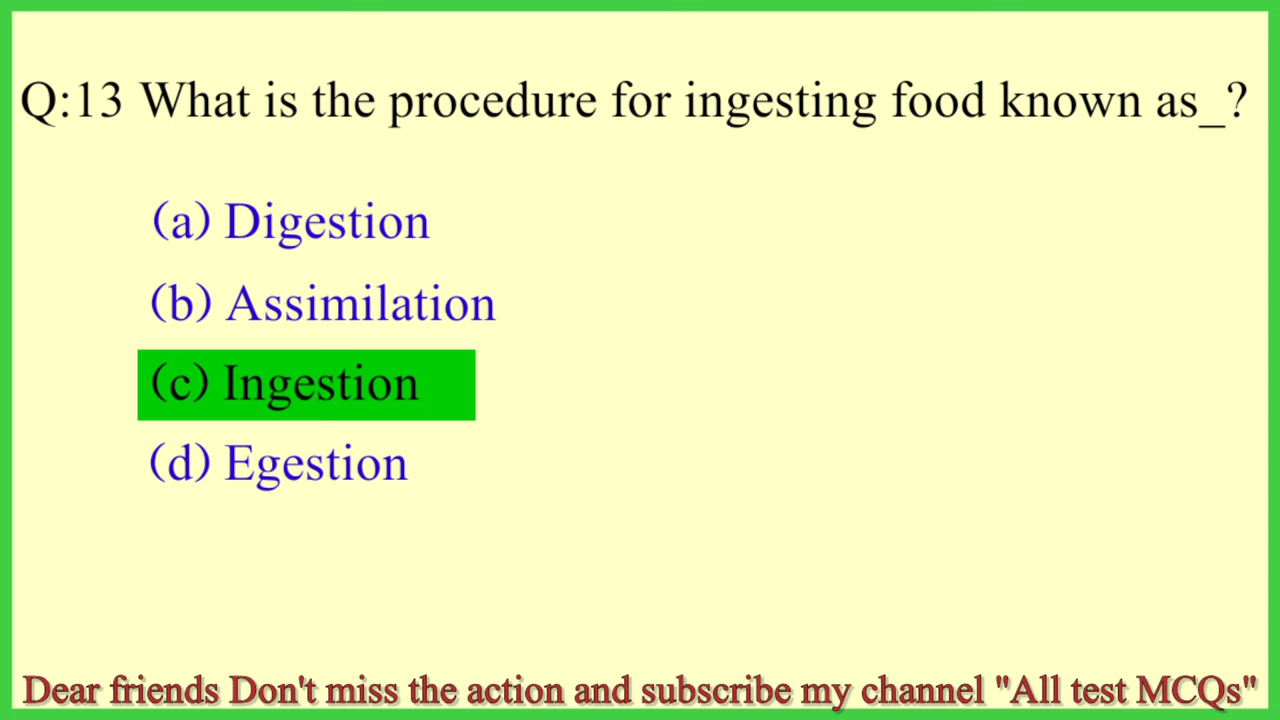 Q:13 What is the procedure for ingesting food known as_?
(a) Digestion
(b) Assimilation
(c) Ingestion
(d) Egestion
Dear friends Don't miss the action and subscribe my channel "All test MCQs"